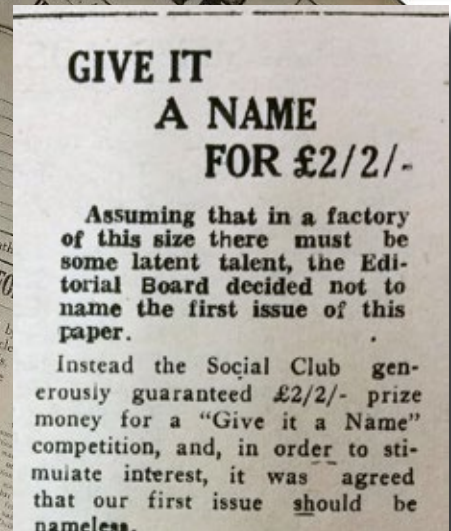 GIVE IT
A NAME
FOR £2/2/-
Assuming that in a factory
of this size there must be
some latent talent, the Edi-
torial Board decided not to
name the first issue of this
paper.
Instead the Social Club gen-
erously guaranteed £2/2/- prize
money for a "Give it a Name"
competition, and, in order to sti-
mulate interest, it was agreed
that our first issue should be
nameless.